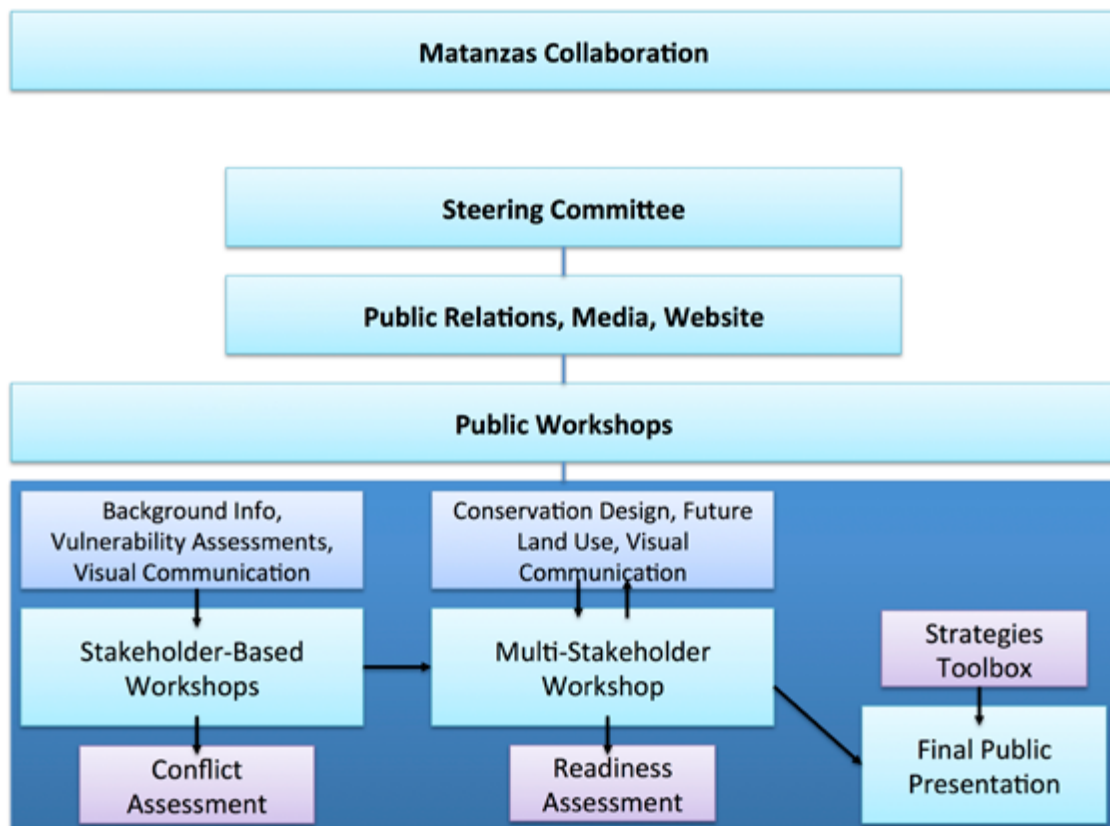 Matanzas Collaboration
Steering Committee
Public Relations, Media, Website
Public Workshops
Background Info,
Vulnerability Assessments,
Visual Communication
Conservation Design, Future
Land Use, Visual
Communication
Stakeholder-Based
Workshops
Multi-Stakeholder
Workshop
Strategies
Toolbox
Conflict
Assessment
Readiness
Assessment
Final Public
Presentation